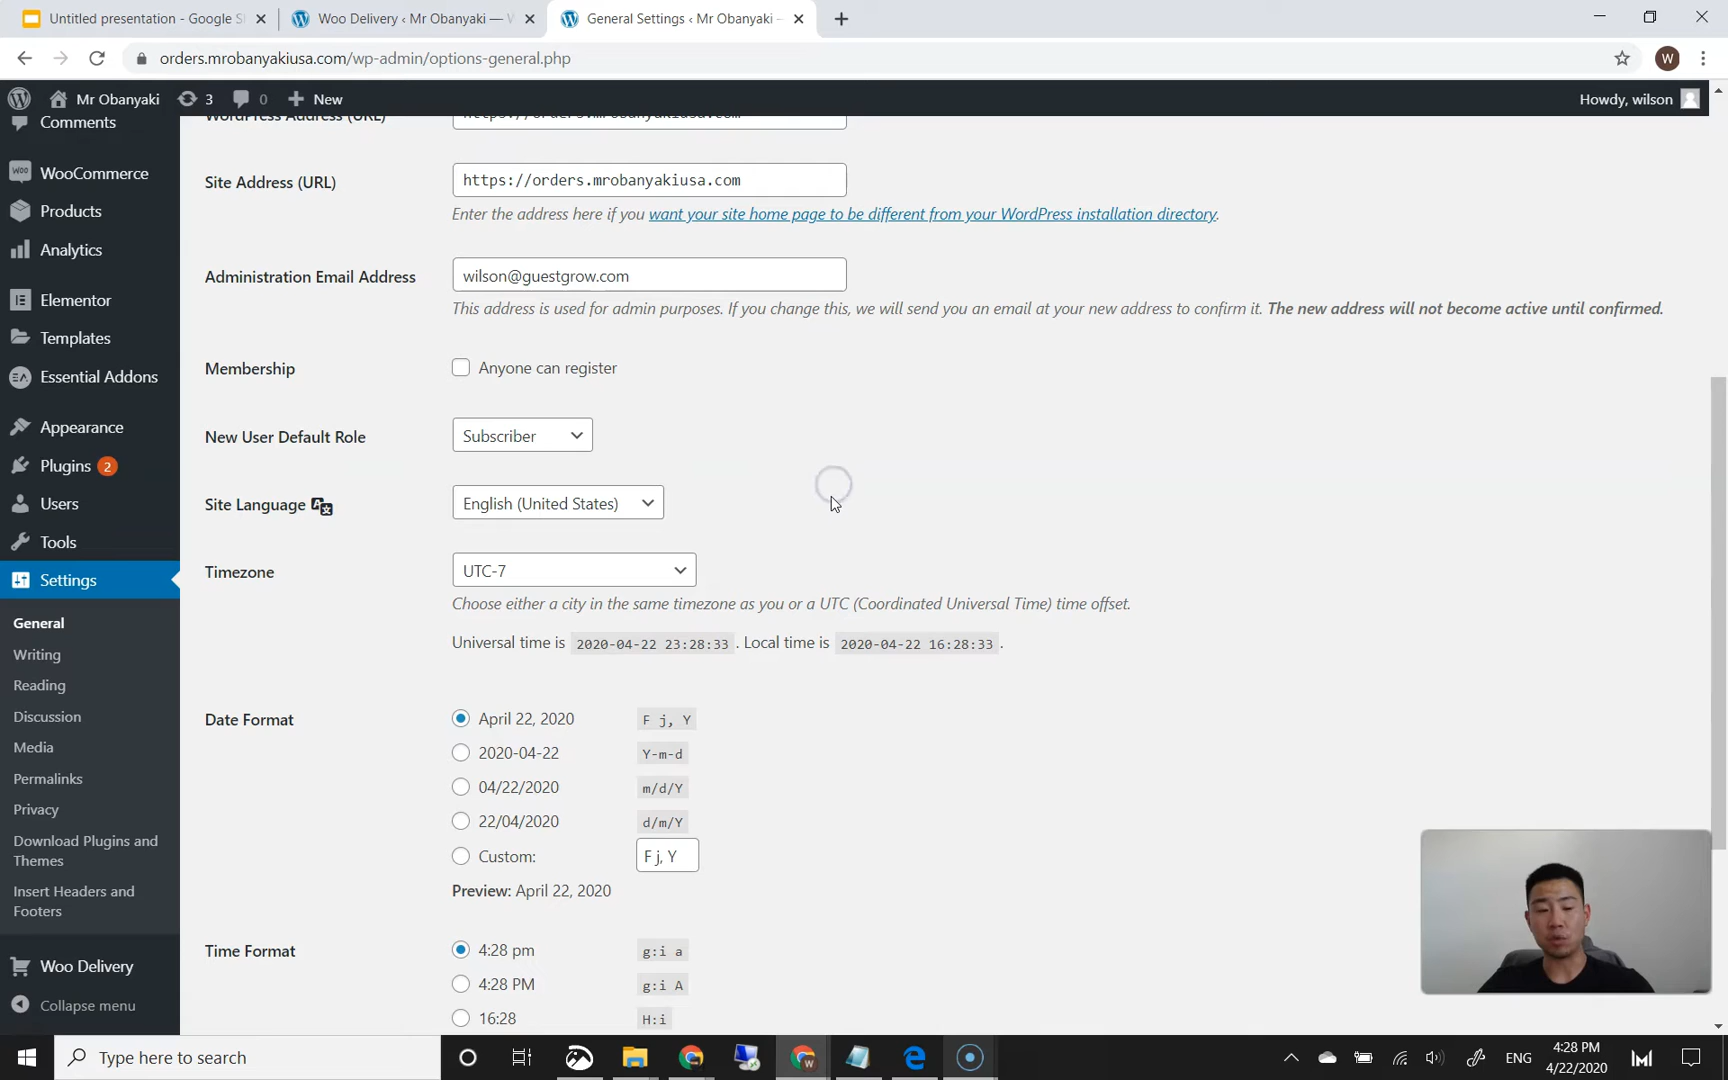 Untitled presentation - Google S
Woo Delivery ‹ Mr Obanyaki — W
General Settings ‹ Mr Obanyaki –
orders.mrobanyakiusa.com/wp-admin/options-general.php
W
Mr Obanyaki
3
0
New
Howdy, wilson
Comments
WooCommerce
Products
Analytics
Elementor
Templates
Essential Addons
Appearance
Plugins 2
Users
Tools
Settings
General
Writing
Reading
Discussion
Media
Permalinks
Privacy
Download Plugins and
Themes
Insert Headers and
Footers
Woo Delivery
Collapse menu
WordPress Address (URL)
https://orders.mrobanyakiusa.com
Site Address (URL)
https://orders.mrobanyakiusa.com
Enter the address here if you want your site home page to be different from your WordPress installation directory.
Administration Email Address
wilson@guestgrow.com
This address is used for admin purposes. If you change this, we will send you an email at your new address to confirm it. The new address will not become active until confirmed.
Membership
Anyone can register
New User Default Role
Subscriber
Site Language
English (United States)
Timezone
UTC-7
Choose either a city in the same timezone as you or a UTC (Coordinated Universal Time) time offset.
Universal time is 2020-04-22 23:28:33 . Local time is 2020-04-22 16:28:33 .
Date Format
April 22, 2020 F j, Y
2020-04-22 Y-m-d
04/22/2020 m/d/Y
22/04/2020 d/m/Y
Custom: F j, Y
Preview: April 22, 2020
Time Format
4:28 pm g:i a
4:28 PM g:i A
16:28 H:i
Type here to search
ENG
4:28 PM
4/22/2020